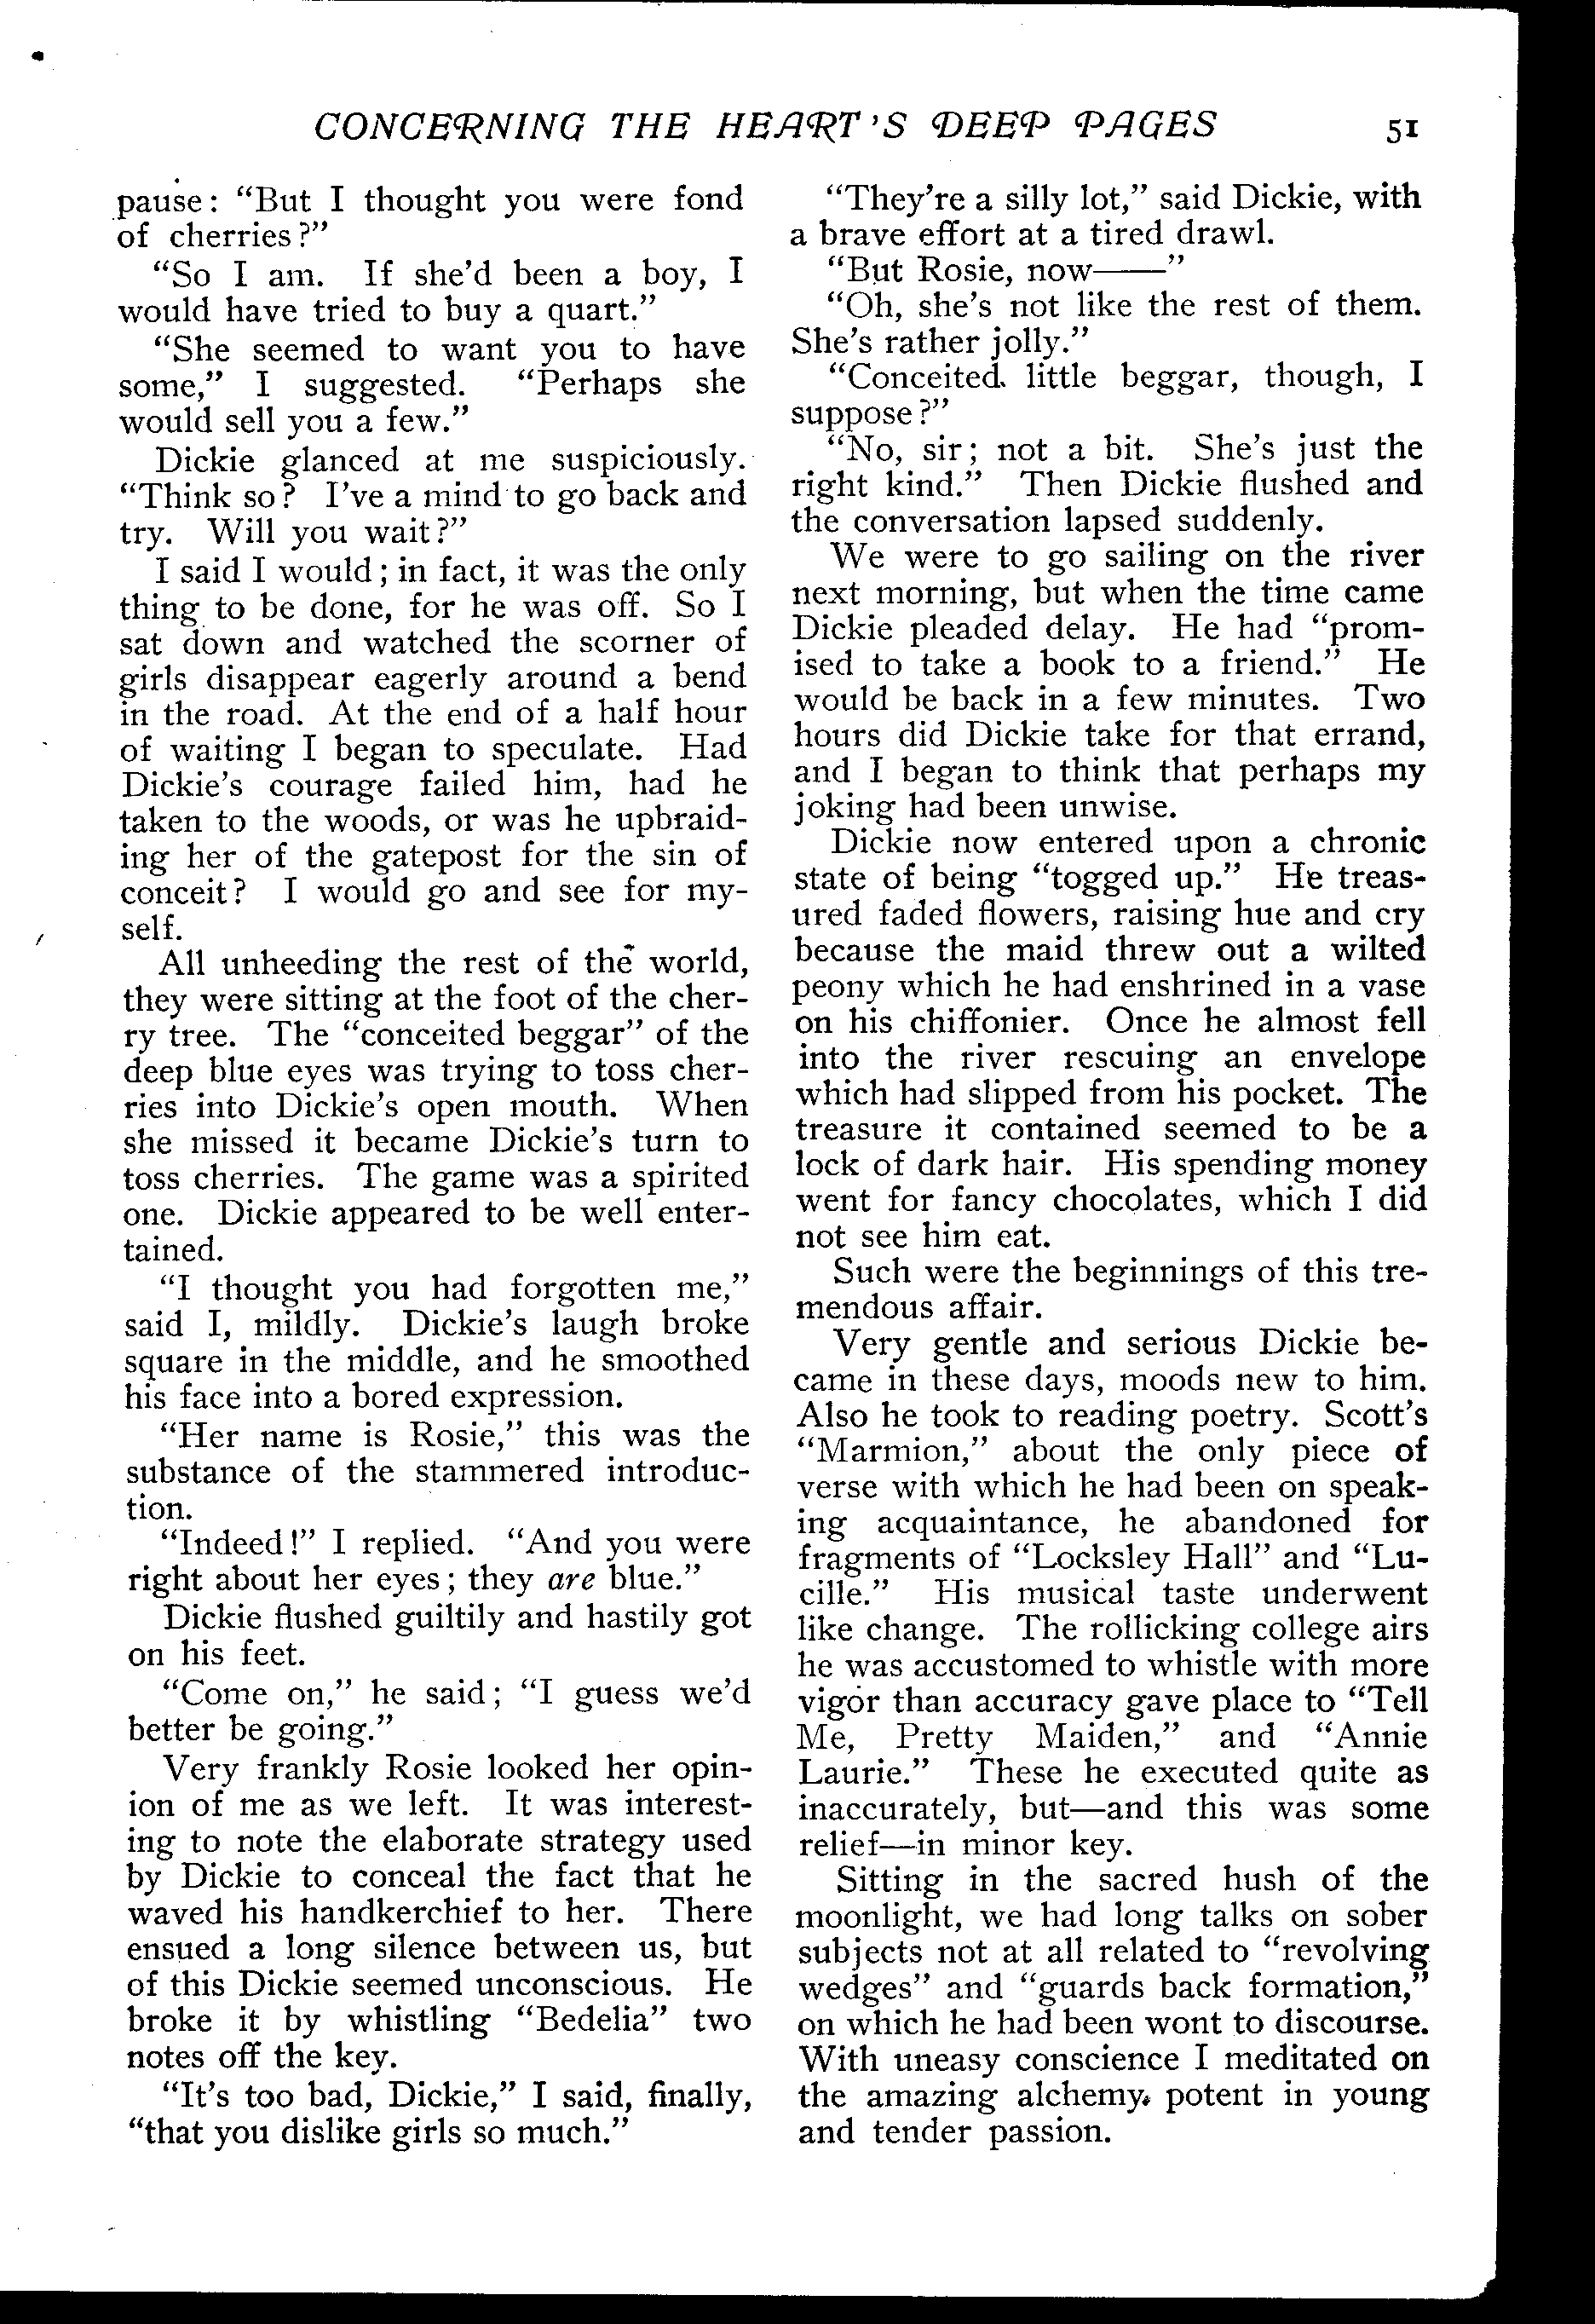 CONCERNING THE HEART'S DEEP PAGES 51
pause: "But I thought you were fond
of cherries?"
"So I am. If she'd been a boy, I
would have tried to buy a quart."
"She seemed to want you to have
some," I suggested. "Perhaps she
would sell you a few."
Dickie glanced at me suspiciously.
"Think so? I've a mind to go back and
try. Will you wait?"
I said I would; in fact, it was the only
thing to be done, for he was off. So I
sat down and watched the scorner of
girls disappear eagerly around a bend
in the road. At the end of a half hour
of waiting I began to speculate. Had
Dickie's courage failed him, had he
taken to the woods, or was he upbraid-
ing her of the gatepost for the sin of
conceit? I would go and see for my-
self.
All unheeding the rest of the world,
they were sitting at the foot of the cher-
ry tree. The "conceited beggar" of the
deep blue eyes was trying to toss cher-
ries into Dickie's open mouth. When
she missed it became Dickie's turn to
toss cherries. The game was a spirited
one. Dickie appeared to be well enter-
tained.
"I thought you had forgotten me,"
said I, mildly. Dickie's laugh broke
square in the middle, and he smoothed
his face into a bored expression.
"Her name is Rosie," this was the
substance of the stammered introduc-
tion.
"Indeed!" I replied. "And you were
right about her eyes; they are blue."
Dickie flushed guiltily and hastily got
on his feet.
"Come on," he said; "I guess we'd
better be going."
Very frankly Rosie looked her opin-
ion of me as we left. It was interest-
ing to note the elaborate strategy used
by Dickie to conceal the fact that he
waved his handkerchief to her. There
ensued a long silence between us, but
of this Dickie seemed unconscious. He
broke it by whistling "Bedelia" two
notes off the key.
"It's too bad, Dickie," I said, finally,
"that you dislike girls so much."
"They're a silly lot," said Dickie, with
a brave effort at a tired drawl.
"But Rosie, now——"
"Oh, she's not like the rest of them.
She's rather jolly."
"Conceited little beggar, though, I
suppose?"
"No, sir; not a bit. She's just the
right kind." Then Dickie flushed and
the conversation lapsed suddenly.
We were to go sailing on the river
next morning, but when the time came
Dickie pleaded delay. He had "prom-
ised to take a book to a friend." He
would be back in a few minutes. Two
hours did Dickie take for that errand,
and I began to think that perhaps my
joking had been unwise.
Dickie now entered upon a chronic
state of being "togged up." He treas-
ured faded flowers, raising hue and cry
because the maid threw out a wilted
peony which he had enshrined in a vase
on his chiffonier. Once he almost fell
into the river rescuing an envelope
which had slipped from his pocket. The
treasure it contained seemed to be a
lock of dark hair. His spending money
went for fancy chocolates, which I did
not see him eat.
Such were the beginnings of this tre-
mendous affair.
Very gentle and serious Dickie be-
came in these days, moods new to him.
Also he took to reading poetry. Scott's
"Marmion," about the only piece of
verse with which he had been on speak-
ing acquaintance, he abandoned for
fragments of "Locksley Hall" and "Lu-
cille." His musical taste underwent
like change. The rollicking college airs
he was accustomed to whistle with more
vigor than accuracy gave place to "Tell
Me, Pretty Maiden," and "Annie
Laurie." These he executed quite as
inaccurately, but—and this was some
relief—in minor key.
Sitting in the sacred hush of the
moonlight, we had long talks on sober
subjects not at all related to "revolving
wedges" and "guards back formation,"
on which he had been wont to discourse.
With uneasy conscience I meditated on
the amazing alchemy, potent in young
and tender passion.